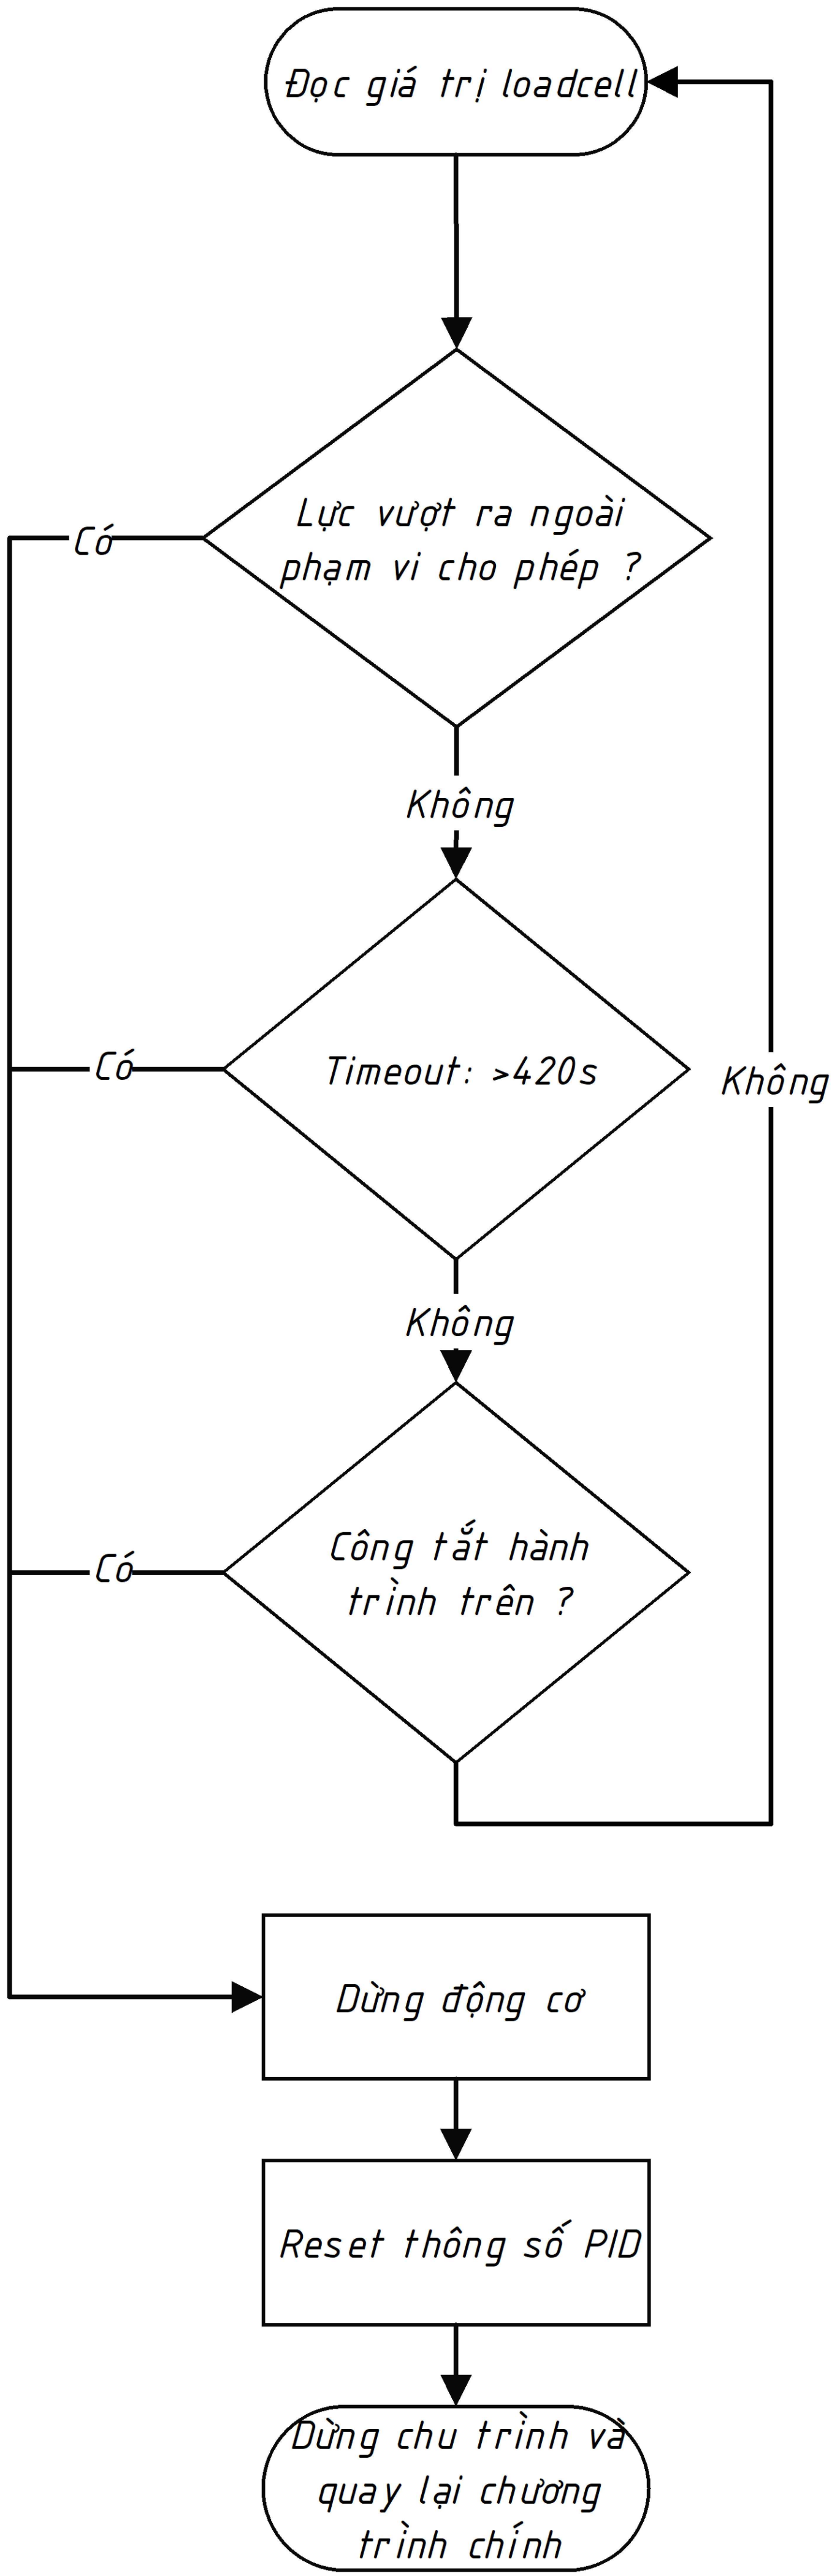 Đọc giá trị loadcell
Lực vượt ra ngoài
phạm vi cho phép ?
Có
Không
Timeout: >420s
Có
Không
Không
Công tắt hành
trình trên ?
Có
Dừng động cơ
Reset thông số PID
Dừng chu trình và
quay lại chương
trình chính